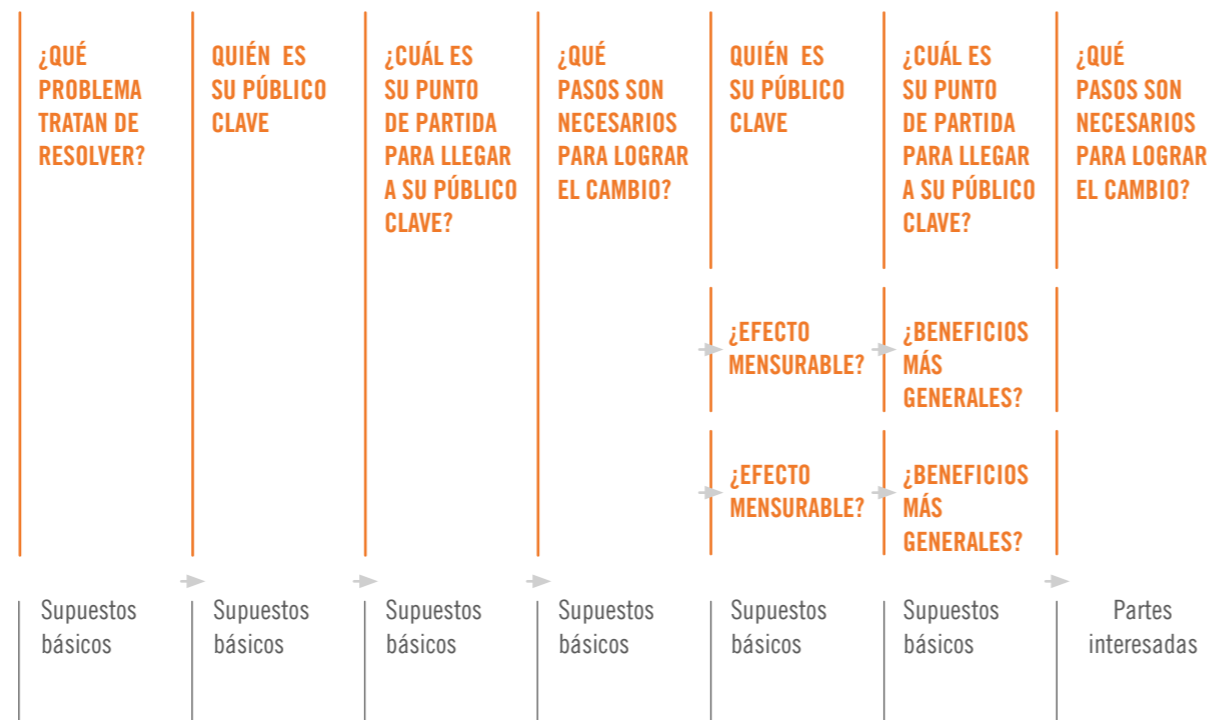 ¿QUÉ
PROBLEMA
TRATAN DE
RESOLVER?
QUIÉN ES
SU PÚBLICO
CLAVE
¿CUÁL ES
SU PUNTO
DE PARTIDA
PARA LLEGAR
A SU PÚBLICO
CLAVE?
¿QUÉ
PASOS SON
NECESARIOS
PARA LOGRAR
EL CAMBIO?
QUIÉN ES
SU PÚBLICO
CLAVE
¿CUÁL ES
SU PUNTO
DE PARTIDA
PARA LLEGAR
A SU PÚBLICO
CLAVE?
¿QUÉ
PASOS SON
NECESARIOS
PARA LOGRAR
EL CAMBIO?
¿EFECTO
MENSURABLE?
¿BENEFICIOS
MÁS
GENERALES?
¿EFECTO
MENSURABLE?
¿BENEFICIOS
MÁS
GENERALES?
Supuestos
básicos
Supuestos
básicos
Supuestos
básicos
Supuestos
básicos
Supuestos
básicos
Supuestos
básicos
Partes
interesadas